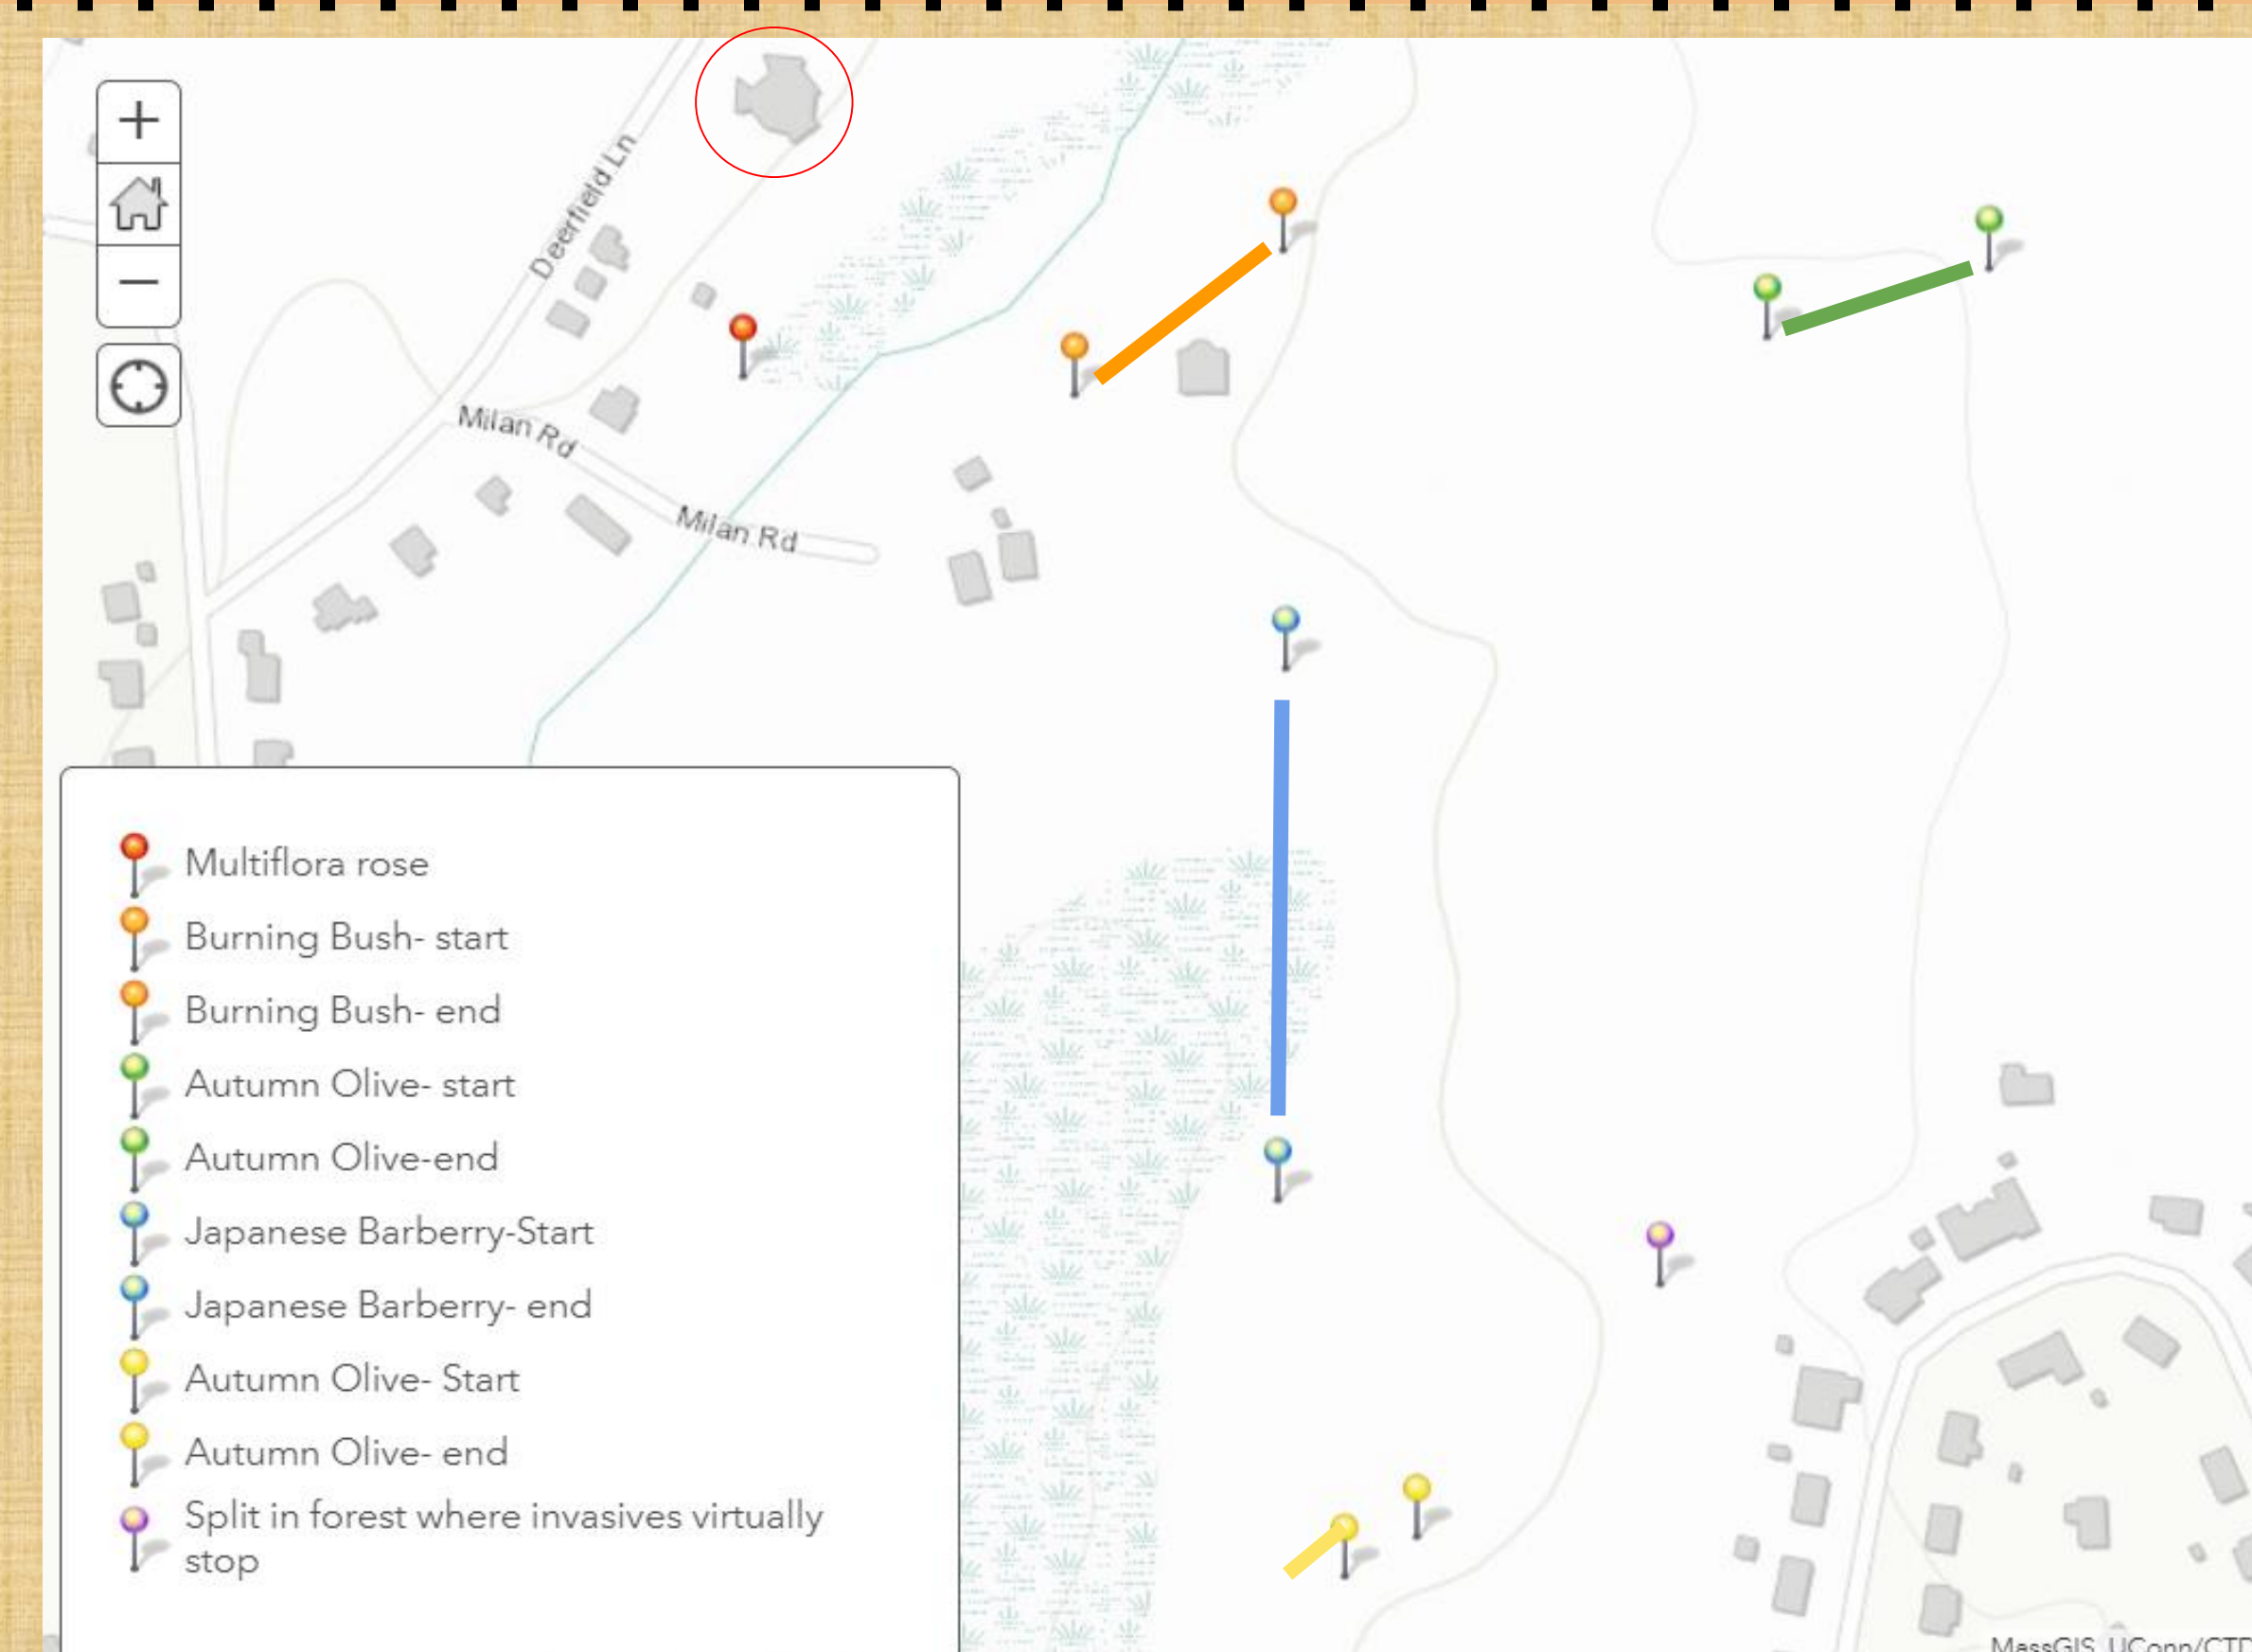 Deerfield Ln
Milan Rd
Milan Rd
Multiflora rose
Burning Bush- start
Burning Bush- end
Autumn Olive- start
Autumn Olive-end
Japanese Barberry-Start
Japanese Barberry- end
Autumn Olive- Start
Autumn Olive- end
Split in forest where invasives virtually
stop
MassGIS, UConn/CTD